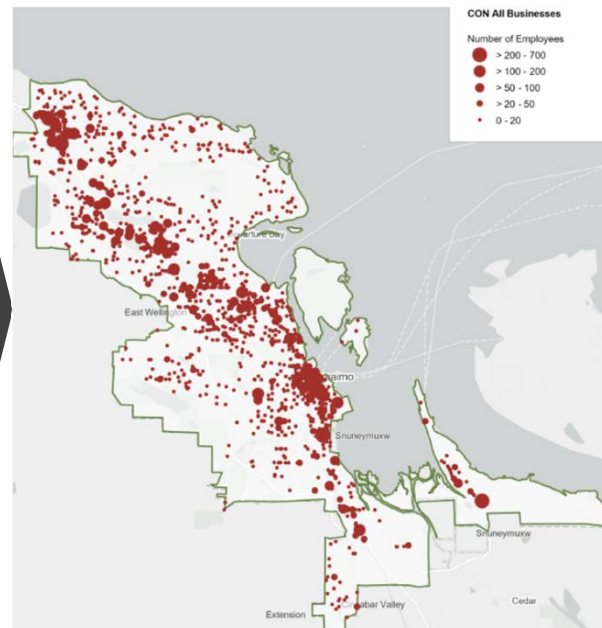 CON All Businesses
Number of Employees
> 200 - 700
> 100 - 200
> 50 - 100
> 20 - 50
0 - 20
East Wellington
Snuneymuxw
Snuneymuxw
Extension
Cedar